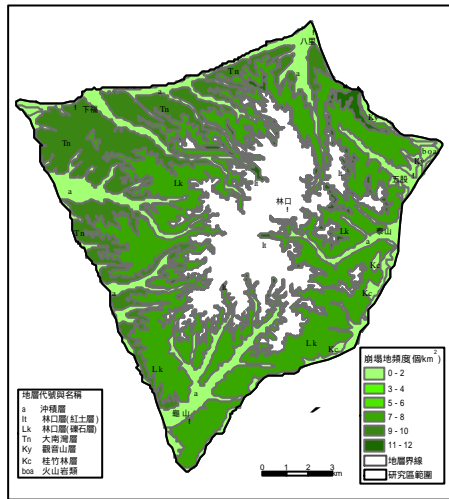 八里
a
Tn
a
下福
Tn
Ky
boa
Tn
Kc
五股
Lk
a
林口
lt
Lk
泰山
a
Tn
Kc
a
Kc
Lk
Lk
Kc
a
龜山
崩塌地頻度(個/km²)
0 - 2
3 - 4
5 - 6
7 - 8
9 - 10
11 - 12
地層界線
研究區範圍
地層代號與名稱
a 沖積層
lt 林口層(紅土層)
Lk 林口層(礫石層)
Tn 大南灣層
Ky 觀音山層
Kc 桂竹林層
boa 火山岩類
0 1 2 3
km